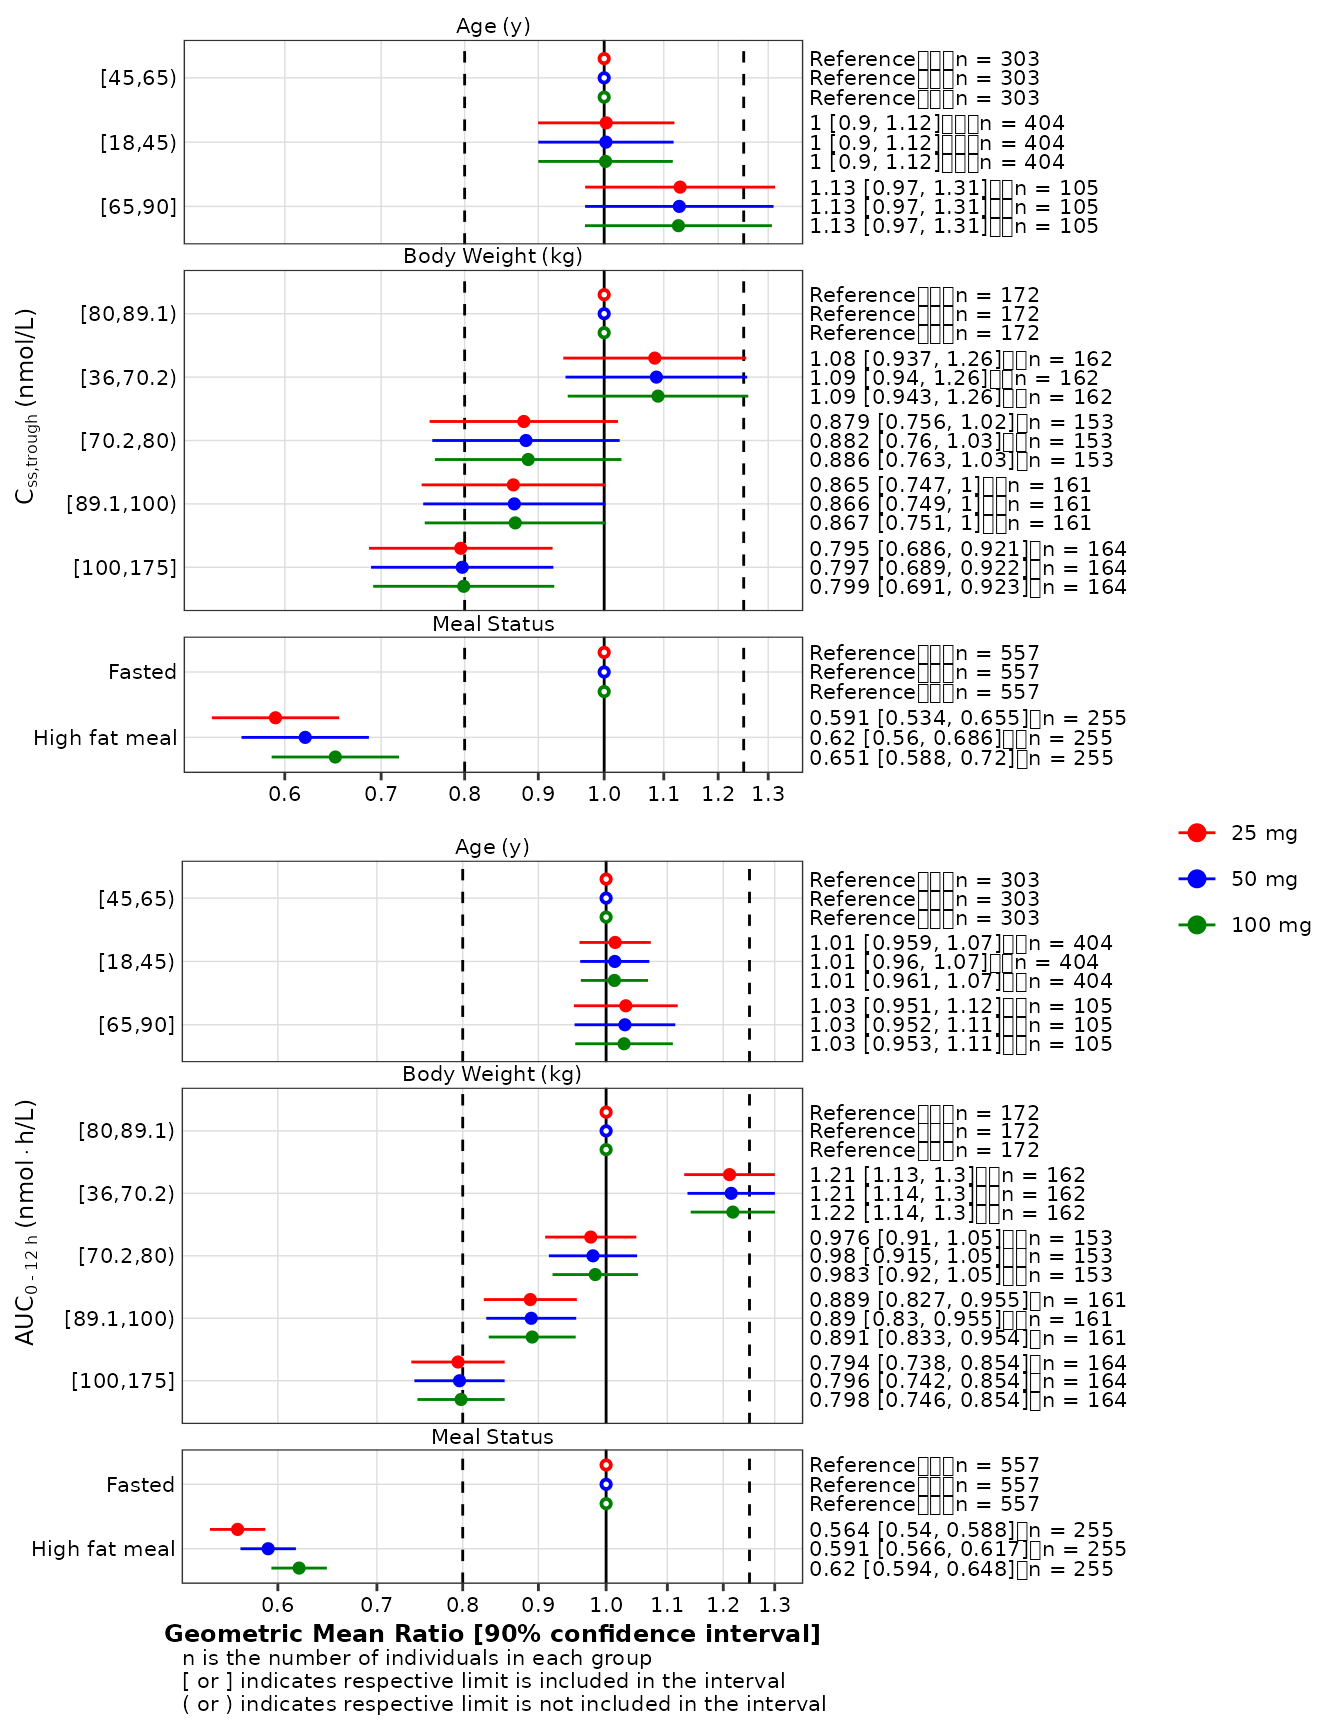 Age (y)
[45,65)
Reference□□□n = 303
Reference□□□n = 303
Reference□□□n = 303
[18,45)
1 [0.9, 1.12]□□□n = 404
1 [0.9, 1.12]□□□n = 404
1 [0.9, 1.12]□□□n = 404
[65,90]
1.13 [0.97, 1.31]□□n = 105
1.13 [0.97, 1.31]□□n = 105
1.13 [0.97, 1.31]□□n = 105
Css,trough (nmol/L)
Body Weight (kg)
[80,89.1)
Reference□□□n = 172
Reference□□□n = 172
Reference□□□n = 172
[36,70.2)
1.08 [0.937, 1.26]□□n = 162
1.09 [0.94, 1.26]□□n = 162
1.09 [0.943, 1.26]□□n = 162
[70.2,80)
0.879 [0.756, 1.02]□n = 153
0.882 [0.76, 1.03]□□n = 153
0.886 [0.763, 1.03]□n = 153
[89.1,100)
0.865 [0.747, 1]□□n = 161
0.866 [0.749, 1]□□n = 161
0.867 [0.751, 1]□□n = 161
[100,175]
0.795 [0.686, 0.921]□n = 164
0.797 [0.689, 0.922]□n = 164
0.799 [0.691, 0.923]□n = 164
Meal Status
Fasted
Reference□□□n = 557
Reference□□□n = 557
Reference□□□n = 557
High fat meal
0.591 [0.534, 0.655]□n = 255
0.62 [0.56, 0.686]□□n = 255
0.651 [0.588, 0.72]□n = 255
0.6 0.7 0.8 0.9 1.0 1.1 1.2 1.3
25 mg
50 mg
100 mg
Age (y)
[45,65)
Reference□□□n = 303
Reference□□□n = 303
Reference□□□n = 303
[18,45)
1.01 [0.959, 1.07]□□n = 404
1.01 [0.96, 1.07]□□n = 404
1.01 [0.961, 1.07]□□n = 404
[65,90]
1.03 [0.951, 1.12]□□n = 105
1.03 [0.952, 1.11]□□n = 105
1.03 [0.953, 1.11]□□n = 105
AUC0 - 12 h (nmol·h/L)
Body Weight (kg)
[80,89.1)
Reference□□□n = 172
Reference□□□n = 172
Reference□□□n = 172
[36,70.2)
1.21 [1.13, 1.3]□□n = 162
1.21 [1.14, 1.3]□□n = 162
1.22 [1.14, 1.3]□□n = 162
[70.2,80)
0.976 [0.91, 1.05]□□n = 153
0.98 [0.915, 1.05]□□n = 153
0.983 [0.92, 1.05]□□n = 153
[89.1,100)
0.889 [0.827, 0.955]□n = 161
0.89 [0.83, 0.955]□□n = 161
0.891 [0.833, 0.954]□n = 161
[100,175]
0.794 [0.738, 0.854]□n = 164
0.796 [0.742, 0.854]□n = 164
0.798 [0.746, 0.854]□n = 164
Meal Status
Fasted
Reference□□□n = 557
Reference□□□n = 557
Reference□□□n = 557
High fat meal
0.564 [0.54, 0.588]□n = 255
0.591 [0.566, 0.617]□n = 255
0.62 [0.594, 0.648]□n = 255
0.6 0.7 0.8 0.9 1.0 1.1 1.2 1.3
Geometric Mean Ratio [90% confidence interval]
n is the number of individuals in each group
[ or ] indicates respective limit is included in the interval
( or ) indicates respective limit is not included in the interval